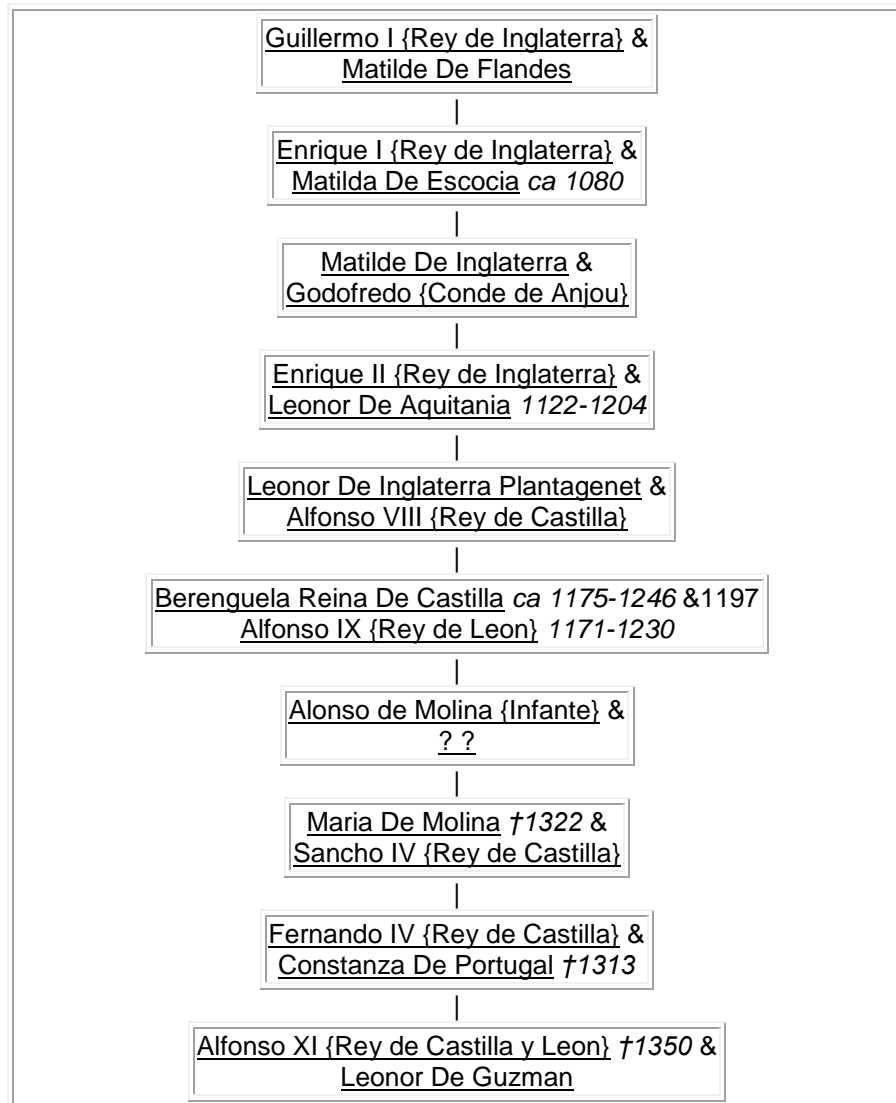 Guillermo I {Rey de Inglaterra} &
Matilde De Flandes
|
Enrique I {Rey de Inglaterra} &
Matilda De Escocia ca 1080
|
Matilde De Inglaterra &
Godofredo {Conde de Anjou}
|
Enrique II {Rey de Inglaterra} &
Leonor De Aquitania 1122-1204
|
Leonor De Inglaterra Plantagenet &
Alfonso VIII {Rey de Castilla}
|
Berenguela Reina De Castilla ca 1175-1246 &1197
Alfonso IX {Rey de Leon} 1171-1230
|
Alonso de Molina {Infante} &
? ?
|
Maria De Molina †1322 &
Sancho IV {Rey de Castilla}
|
Fernando IV {Rey de Castilla} &
Constanza De Portugal †1313
|
Alfonso XI {Rey de Castilla y Leon} †1350 &
Leonor De Guzman